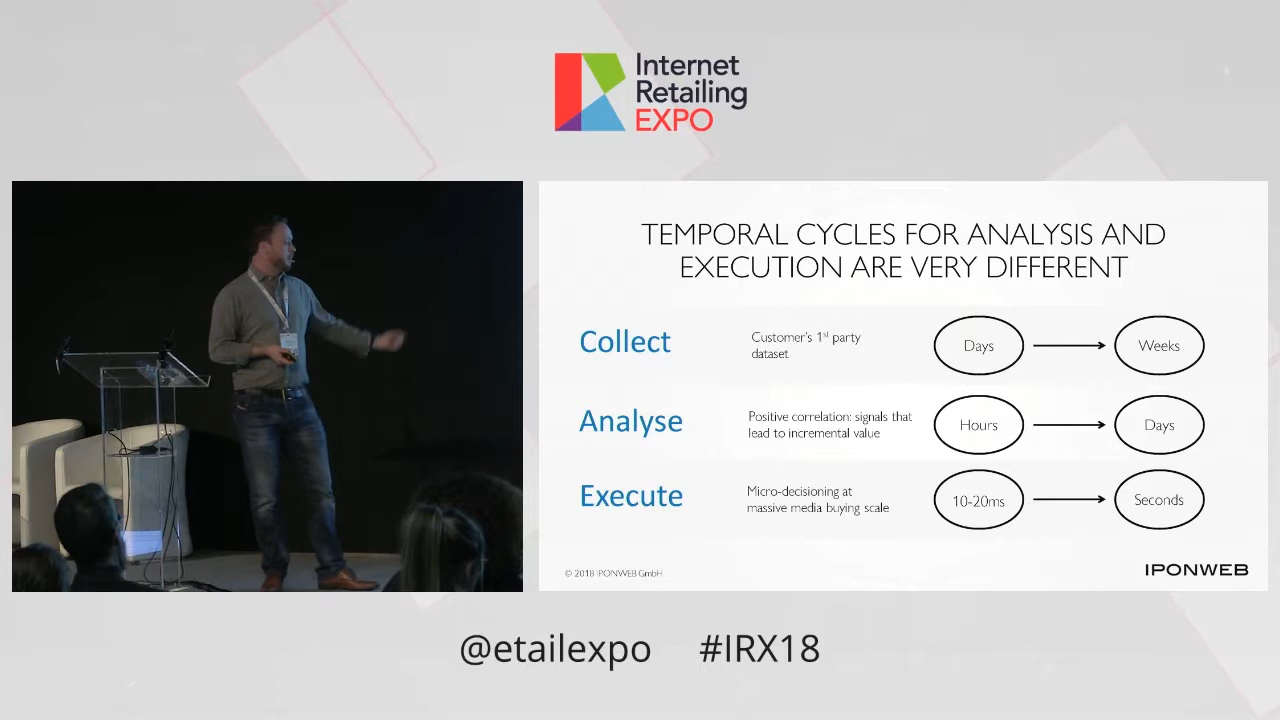 Internet
Retailing
EXPO
TEMPORAL CYCLES FOR ANALYSIS AND
EXECUTION ARE VERY DIFFERENT
Collect
Customer's 1st party
dataset
Days
Weeks
Analyse
Positive correlation: signals that
lead to incremental value
Hours
Days
Execute
Micro-decisioning at
massive media buying scale
10-20ms
Seconds
© 2018 IPONWEB GmbH
IPONWEB
@etailexpo #IRX18